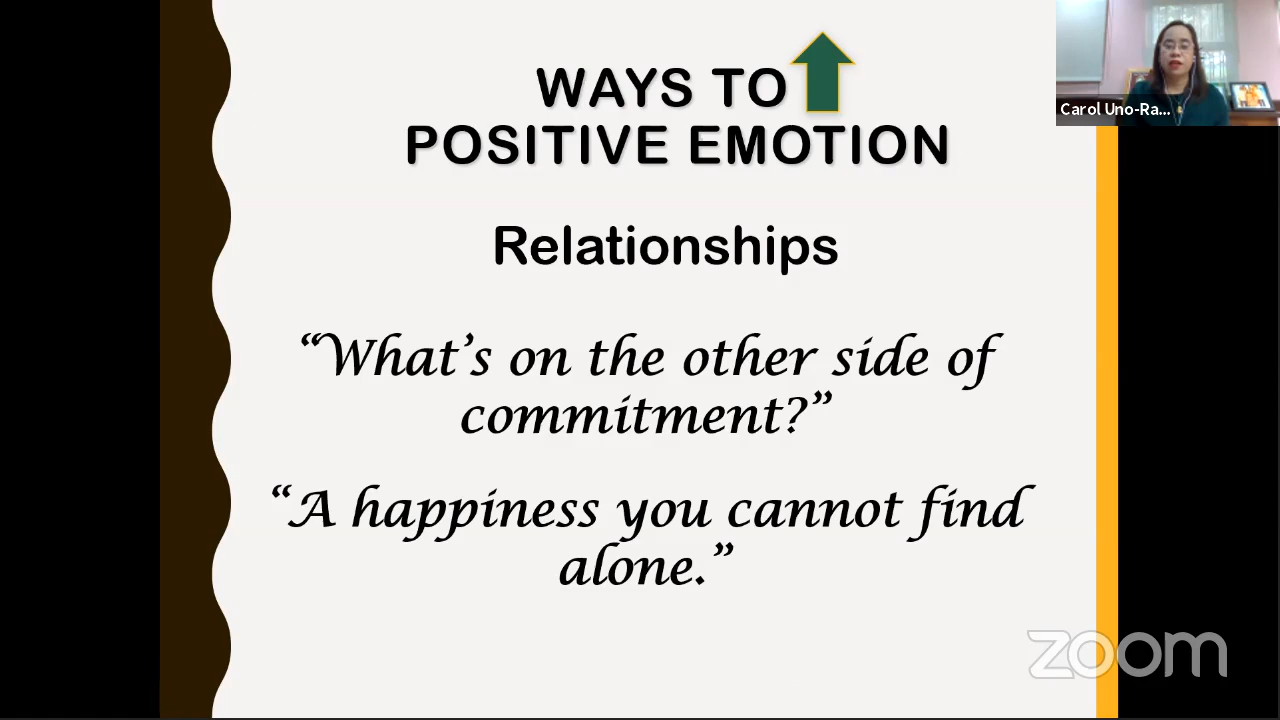 WAYS TO
POSITIVE EMOTION
Relationships
“What’s on the other side of
commitment?”
“A happiness you cannot find
alone.”
Carol Uno-Ra...
zoom